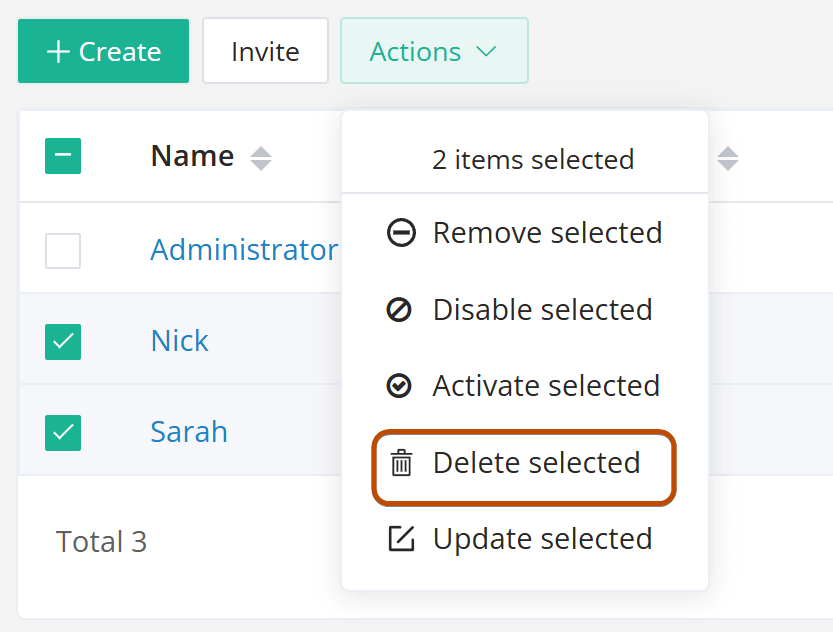 Create Invite Actions
Name
2 items selected
Administrator
Remove selected
Disable selected
Nick
Activate selected
Sarah
Delete selected
Update selected
Total 3